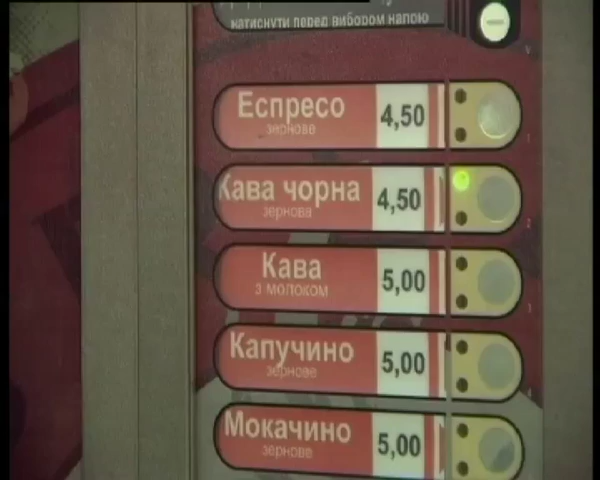 натиснути перед вибором напою
Еспресо
зернове
4,50
Кава чорна
зернова
4,50
Кава
з молоком
5,00
Капучино
зернове
5,00
Мокачино
зернове
5,00